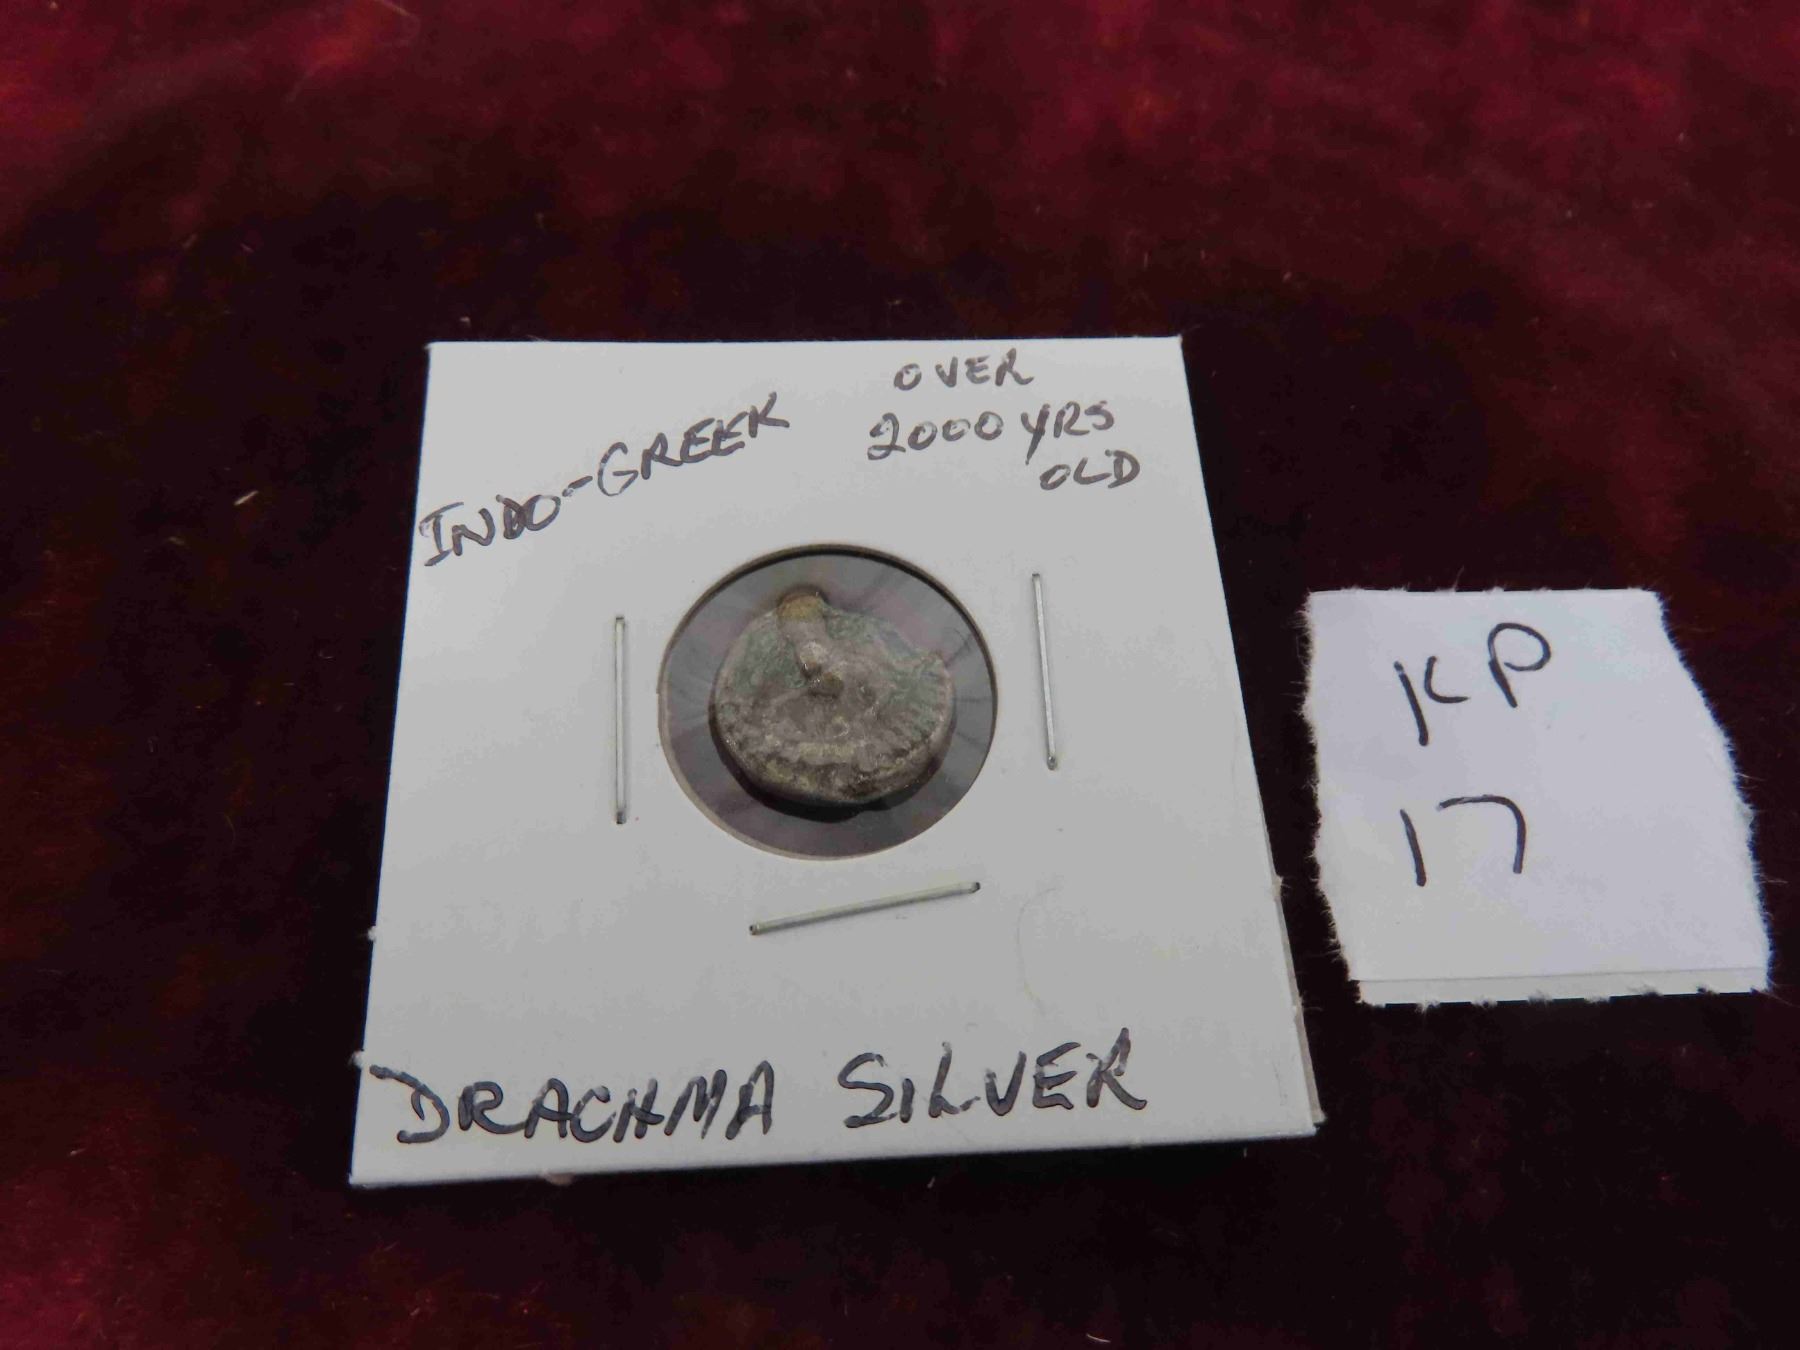 INDO-GREEK
OVER
2000 YRS
OLD
DRACHMA SILVER
KP
17